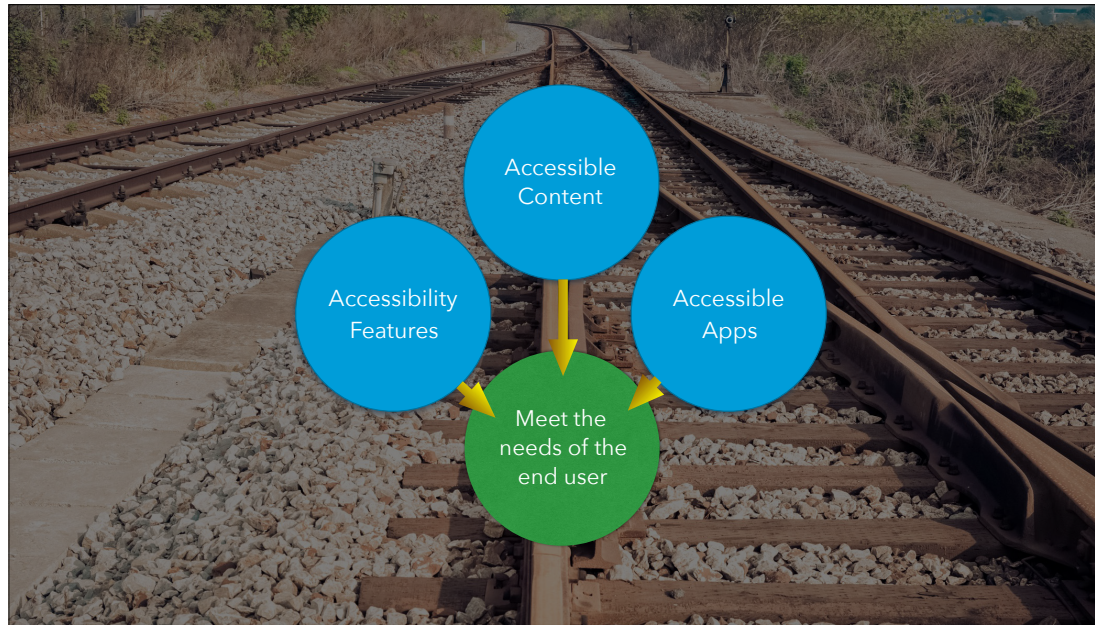 Accessible
Content
Accessibility
Features
Accessible
Apps
Meet the
needs of the
end user